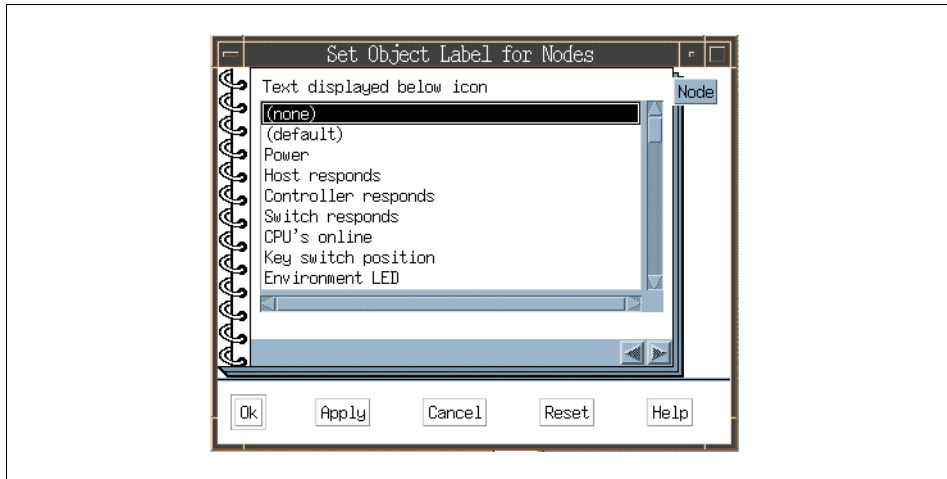 Set Object Label for Nodes
Text displayed below icon
Node
(none)
(default)
Power
Host responds
Controller responds
Switch responds
CPU's online
Key switch position
Environment LED
Ok Apply Cancel Reset Help